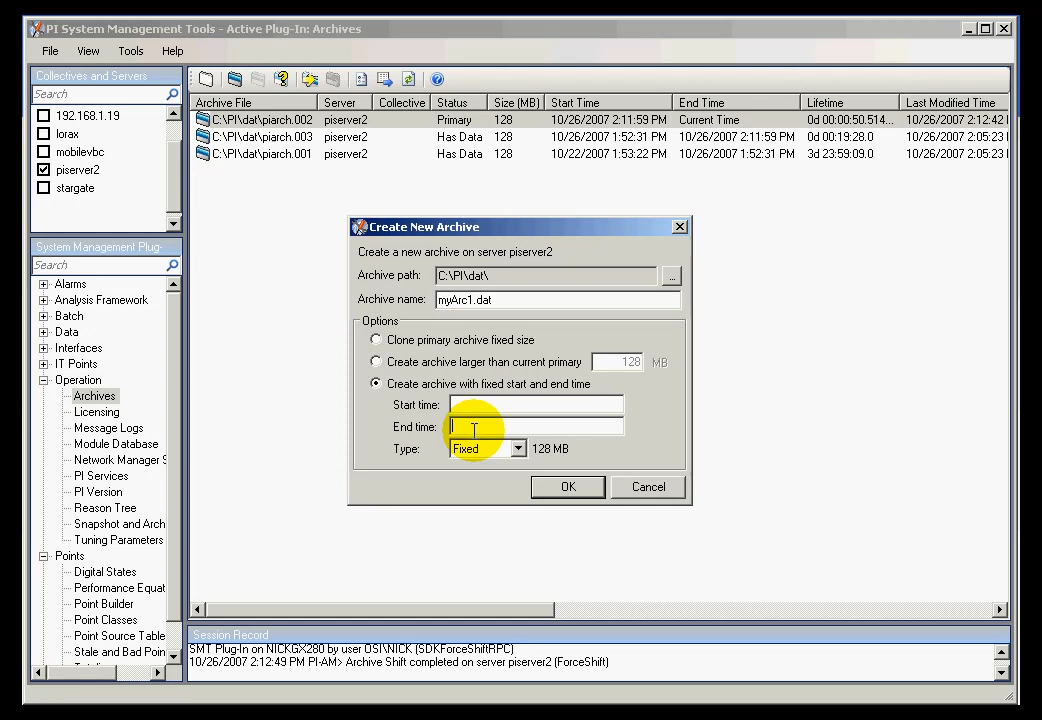 PI System Management Tools - Active Plug-In: Archives
File View Tools Help
Collectives and Servers
Search
192.168.1.19
lorax
mobilevbc
piserver2
stargate
System Management Plug-
Search
Alarms
Analysis Framework
Batch
Data
Interfaces
IT Points
Operation
Archives
Licensing
Message Logs
Module Database
Network Manager S
PI Services
PI Version
Reason Tree
Snapshot and Arch
Tuning Parameters
Points
Digital States
Performance Equat
Point Builder
Point Classes
Point Source Table
Stale and Bad Poin
Archive File Server Collective Status Size (MB) Start Time End Time Lifetime Last Modified Time
C:\PI\dat\piarch.002 piserver2 Primary 128 10/26/2007 2:11:59 PM Current Time 0d 00:00:50.514... 10/26/2007 2:12:42
C:\PI\dat\piarch.003 piserver2 Has Data 128 10/26/2007 1:52:31 PM 10/26/2007 2:11:59 PM 0d 00:19:28.0 10/26/2007 2:05:23
C:\PI\dat\piarch.001 piserver2 Has Data 128 10/22/2007 1:53:22 PM 10/26/2007 1:52:31 PM 3d 23:59:09.0 10/26/2007 2:05:23
Create New Archive
Create a new archive on server piserver2
Archive path: C:\PI\dat\ ...
Archive name: myArc1.dat
Options
Clone primary archive fixed size
Create archive larger than current primary 128 MB
Create archive with fixed start and end time
Start time:
End time:
Type: Fixed 128 MB
OK Cancel
Session Record
SMT Plug-In on NICKGX280 by user OSI\NICK (SDKForceShiftRPC)
10/26/2007 2:12:49 PM PI-AM> Archive Shift completed on server piserver2 (ForceShift)